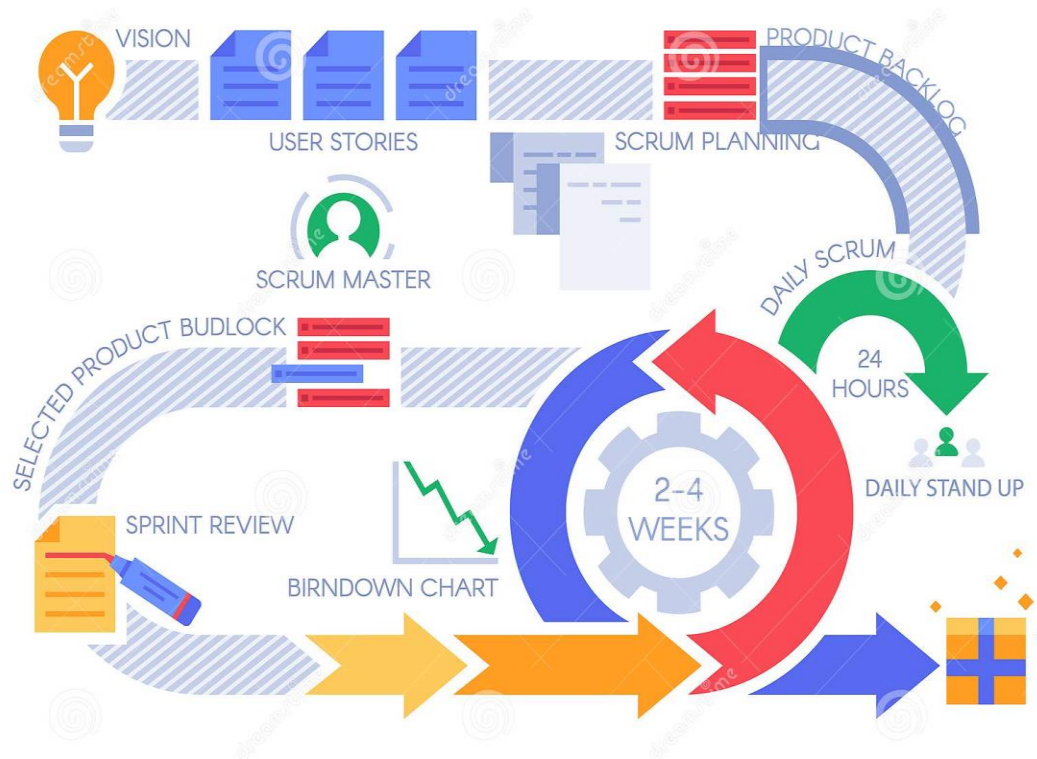 VISION
USER STORIES
SCRUM PLANNING
PRODUCT BACKLOG
SCRUM MASTER
DAILY SCRUM
24
HOURS
DAILY STAND UP
SELECTED PRODUCT BUDLOCK
2-4
WEEKS
SPRINT REVIEW
BIRNDOWN CHART
dreamstime